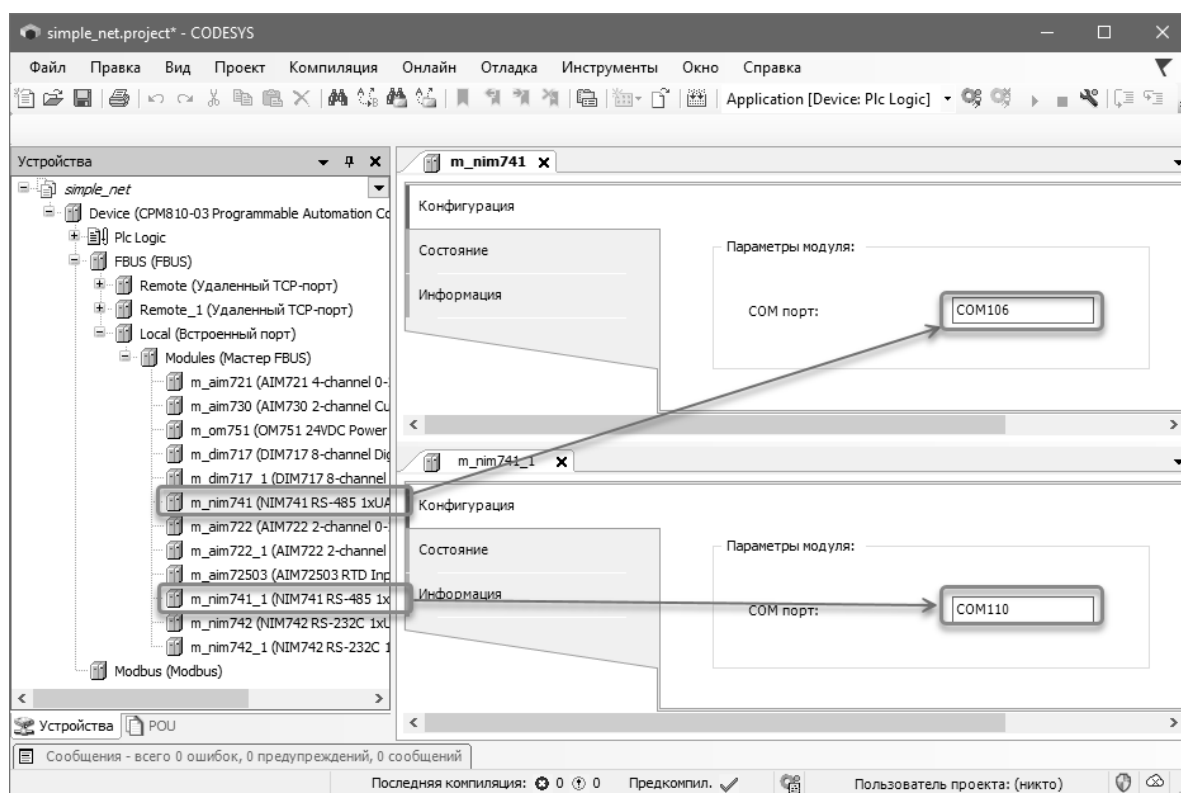 simple_net.project* - CODESYS
Файл Правка Вид Проект Компиляция Онлайн Отладка Инструменты Окно Справка
Application [Device: Plc Logic]
Устройства
simple_net
Device (CPM810-03 Programmable Automation Co
Plc Logic
FBUS (FBUS)
Remote (Удаленный TCP-порт)
Remote_1 (Удаленный TCP-порт)
Local (Встроенный порт)
Modules (Мастер FBUS)
m_aim721 (AIM721 4-channel 0-
m_aim730 (AIM730 2-channel Cu
m_om751 (OM751 24VDC Power
m_dim717 (DIM717 8-channel Dig
m_dim717_1 (DIM717 8-channel
m_nim741 (NIM741 RS-485 1xUA
m_aim722 (AIM722 2-channel 0-
m_aim722_1 (AIM722 2-channel
m_aim72503 (AIM72503 RTD Inp
m_nim741_1 (NIM741 RS-485 1x
m_nim742 (NIM742 RS-232C 1xU
m_nim742_1 (NIM742 RS-232C 1
Modbus (Modbus)
Устройства POU
m_nim741
Конфигурация
Состояние
Информация
Параметры модуля:
COM порт: COM106
m_nim741_1
Конфигурация
Состояние
Информация
Параметры модуля:
COM порт: COM110
Сообщения - всего 0 ошибок, 0 предупреждений, 0 сообщений
Последняя компиляция: 0 0 Предкомпил. Пользователь проекта: (никто)